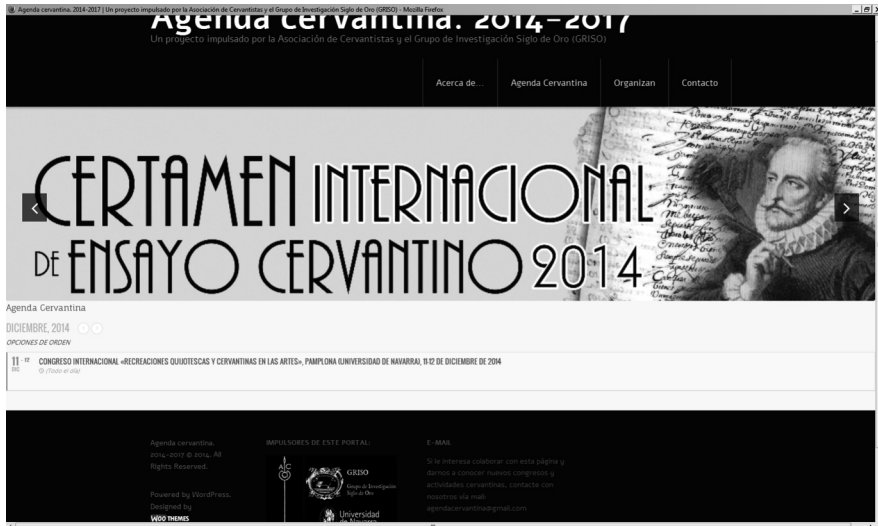 Agenda cervantina. 2014-2017 | Un proyecto impulsado por la Asociación de Cervantistas y el Grupo de Investigación Siglo de Oro (GRISO) - Mozilla Firefox
Agenda cervantina. 2014-2017
Un proyecto impulsado por la Asociación de Cervantistas y el Grupo de Investigación Siglo de Oro (GRISO)
Acerca de... Agenda Cervantina Organizan Contacto
CERTAMEN INTERNACIONAL
DE ENSAYO CERVANTINO 2014
Agenda Cervantina
DICIEMBRE, 2014
OPCIONES DE ORDEN
11 - 12 CONGRESO INTERNACIONAL «RECREACIONES QUIJOTESCAS Y CERVANTINAS EN LAS ARTES», PAMPLONA (UNIVERSIDAD DE NAVARRA), 11-12 DE DICIEMBRE DE 2014
DIC (Todo el día)
Agenda cervantina.
2014-2017 © 2014. All
Rights Reserved.
Powered by WordPress.
Designed by
WOO THEMES
IMPULSORES DE ESTE PORTAL:
AC
GRISO
Grupo de Investigación
Siglo de Oro
Universidad
de Navarra
E-MAIL
Si le interesa colaborar con esta página y
darnos a conocer nuevos congresos y
actividades cervantinas, contacte con
nosotros vía mail:
agendacervantina@gmail.com